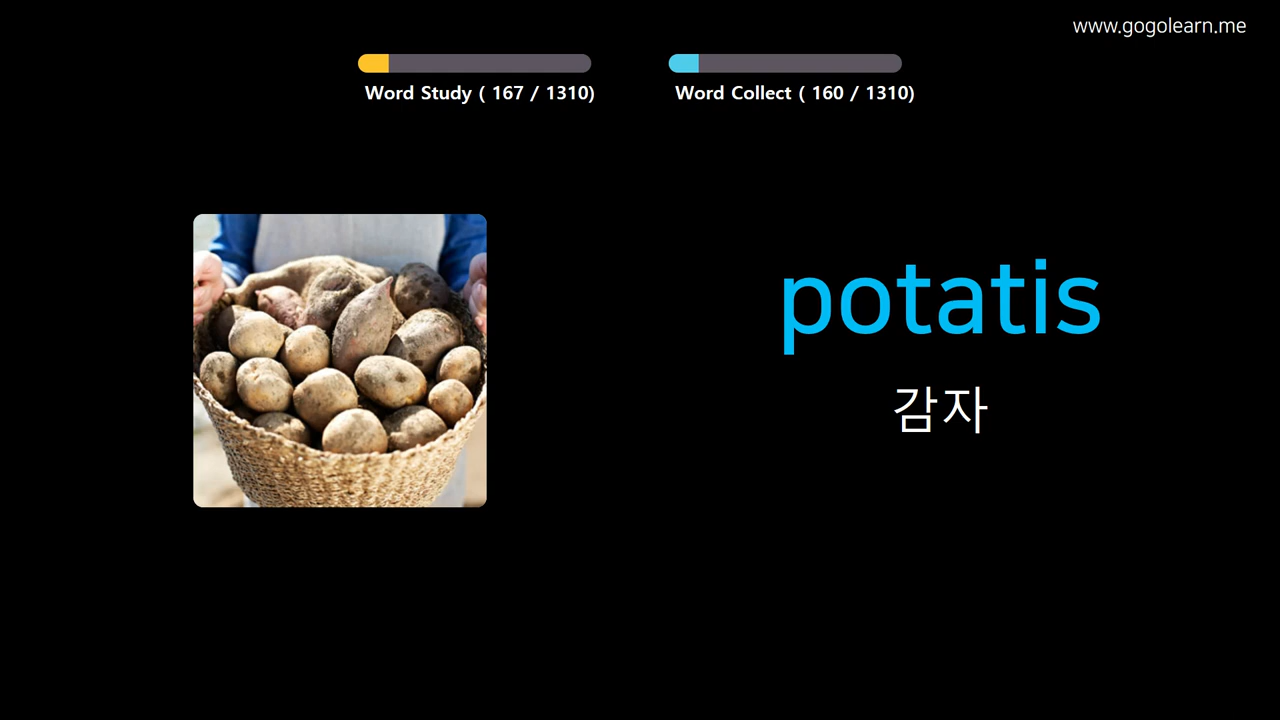 www.gogolearn.me
Word Study ( 167 / 1310)
Word Collect ( 160 / 1310)
potatis
감자